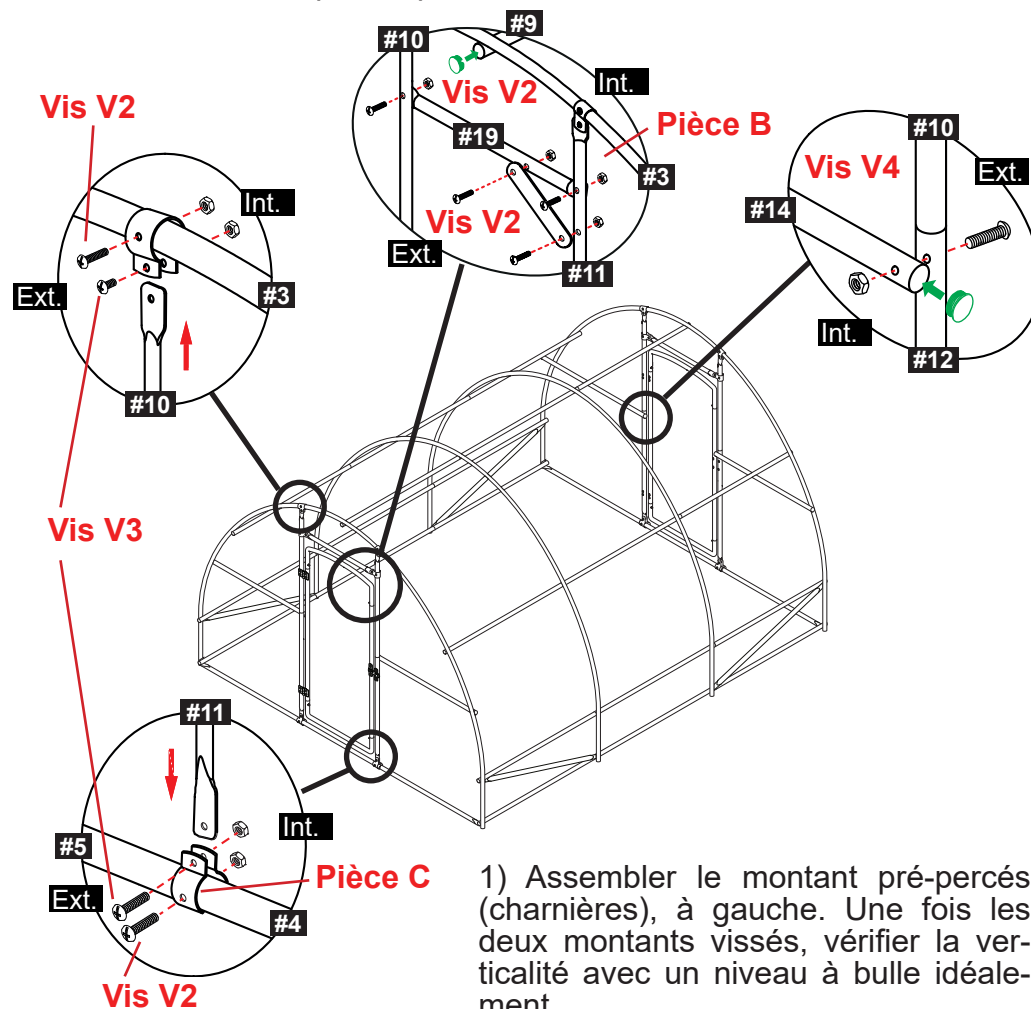 #9
#10
Int.
Vis V2
#19
Pièce B
#3
Vis V2
Ext.
#11
Vis V2
Int.
Ext.
#3
#10
#10
Vis V4
Ext.
#14
Int.
#12
Vis V3
#11
Int.
#5
Pièce C
Ext.
#4
Vis V2
1) Assembler le montant pré-percés
(charnières), à gauche. Une fois les
deux montants vissés, vérifier la ver-
ticalité avec un niveau à bulle idéale-
ment